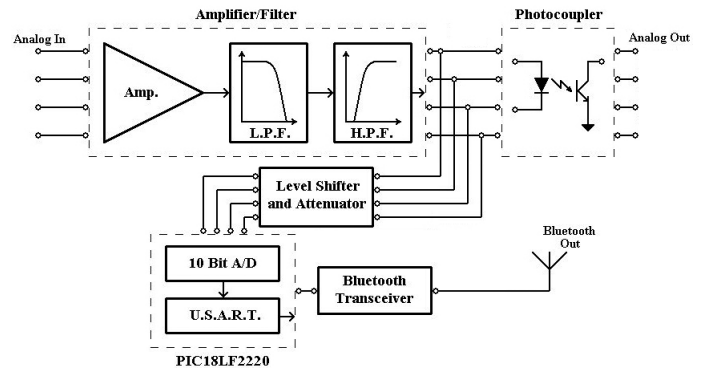 Amplifier/Filter
Photocoupler
Analog In
Analog Out
Amp.
L.P.F.
H.P.F.
Level Shifter
and Attenuator
Bluetooth
Out
10 Bit A/D
Bluetooth
Transceiver
U.S.A.R.T.
PIC18LF2220